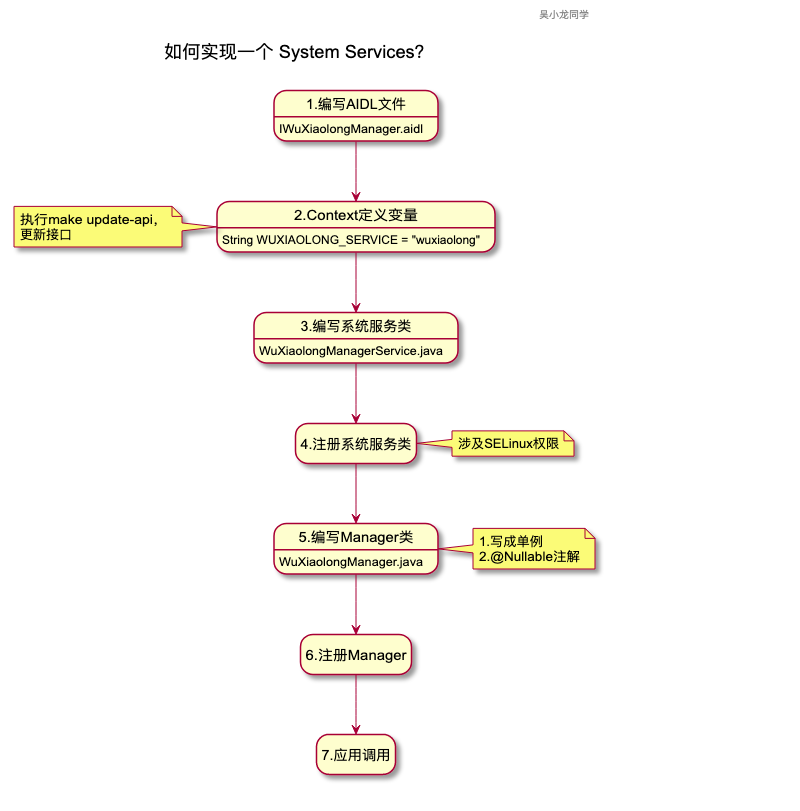 吴小龙同学
如何实现一个 System Services?
1.编写AIDL文件
IWuXiaolongManager.aidl
执行make update-api,
更新接口
2.Context定义变量
String WUXIAOLONG_SERVICE = "wuxiaolong"
3.编写系统服务类
WuXiaolongManagerService.java
4.注册系统服务类
涉及SELinux权限
5.编写Manager类
WuXiaolongManager.java
1.写成单例
2.@Nullable注解
6.注册Manager
7.应用调用